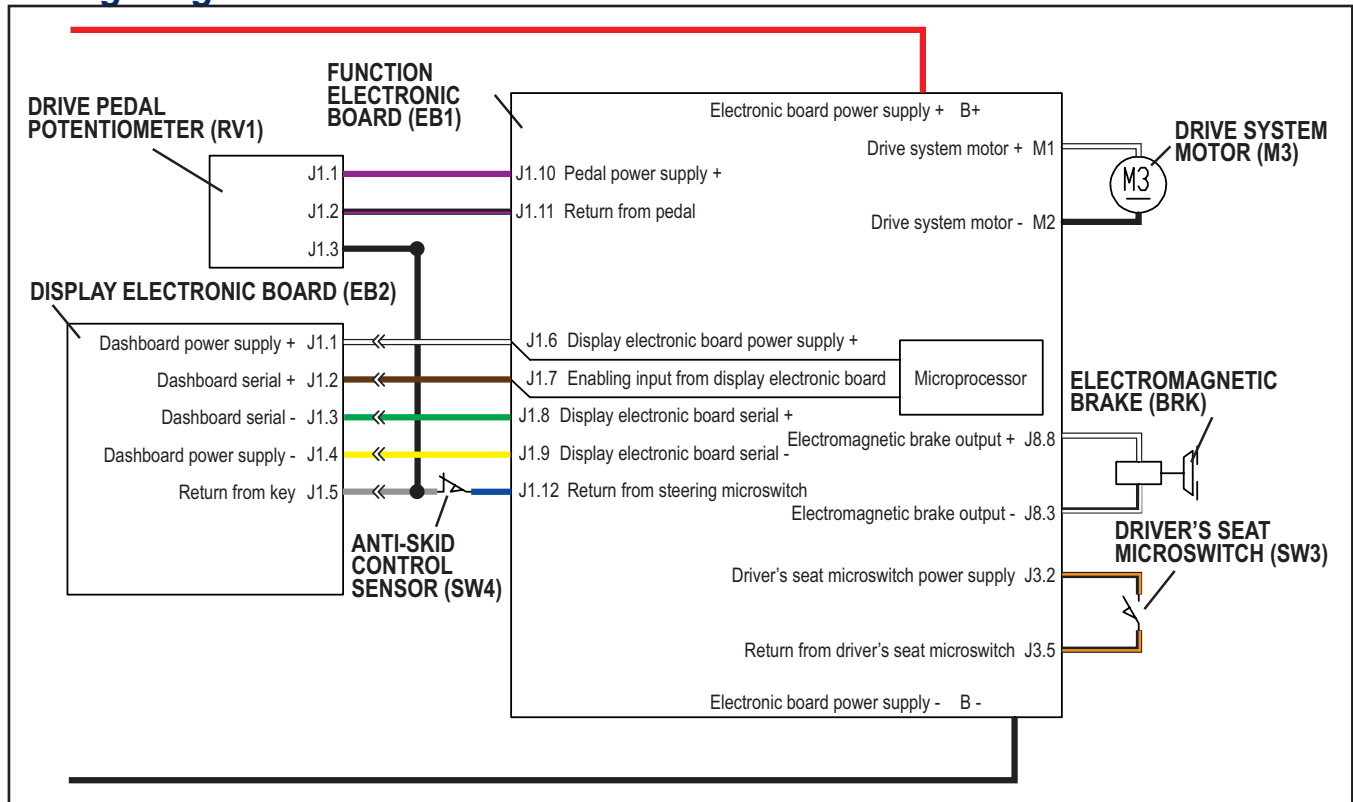 FUNCTION
ELECTRONIC
BOARD (EB1)
DRIVE PEDAL
POTENTIOMETER (RV1)
Electronic board power supply + B+
Drive system motor + M1
DRIVE SYSTEM
MOTOR (M3)
M3
J1.1
J1.10 Pedal power supply +
J1.2
J1.11 Return from pedal
Drive system motor - M2
J1.3
DISPLAY ELECTRONIC BOARD (EB2)
Dashboard power supply + J1.1
J1.6 Display electronic board power supply +
Dashboard serial + J1.2
J1.7 Enabling input from display electronic board
Microprocessor
ELECTROMAGNETIC
BRAKE (BRK)
Dashboard serial - J1.3
J1.8 Display electronic board serial +
Electromagnetic brake output + J8.8
Dashboard power supply - J1.4
J1.9 Display electronic board serial -
Return from key J1.5
J1.12 Return from steering microswitch
Electromagnetic brake output - J8.3
ANTI-SKID
CONTROL
SENSOR (SW4)
DRIVER'S SEAT
MICROSWITCH (SW3)
Driver's seat microswitch power supply J3.2
Return from driver's seat microswitch J3.5
Electronic board power supply - B -